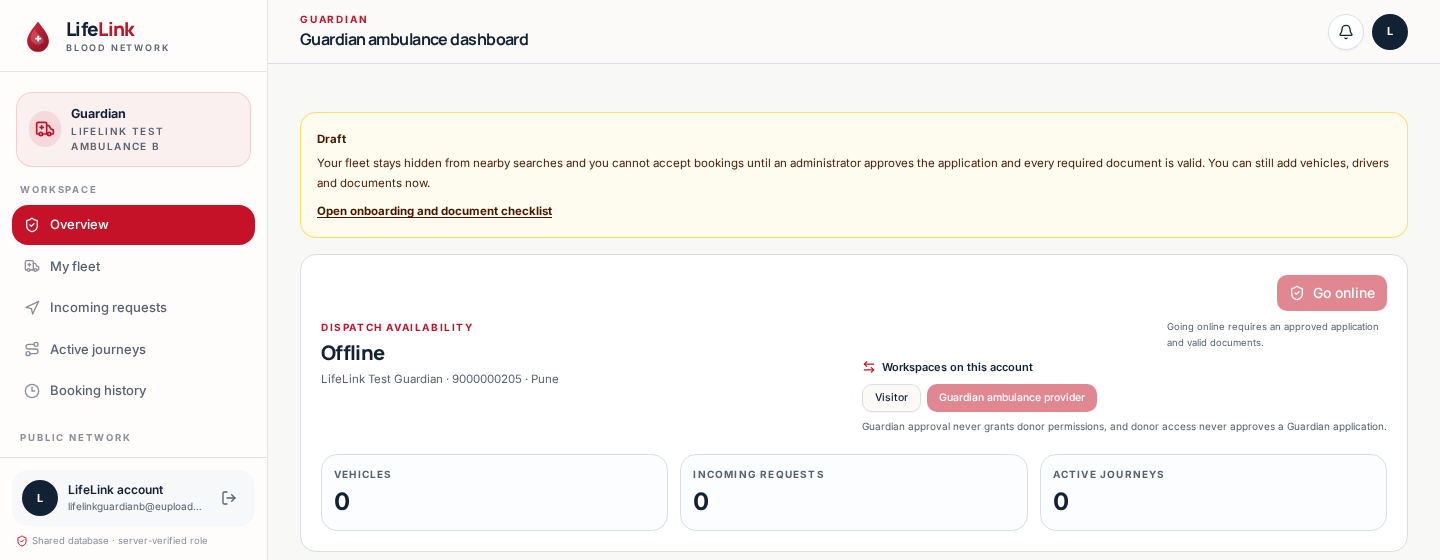 LifeLink
BLOOD NETWORK
Guardian
LIFELINK TEST
AMBULANCE B
WORKSPACE
Overview
My fleet
Incoming requests
Active journeys
Booking history
PUBLIC NETWORK
L
LifeLink account
lifelinkguardianb@eupload...
Shared database · server-verified role
GUARDIAN
Guardian ambulance dashboard
L
Draft
Your fleet stays hidden from nearby searches and you cannot accept bookings until an administrator approves the application and every required document is valid. You can still add vehicles, drivers
and documents now.
Open onboarding and document checklist
Go online
Going online requires an approved application
and valid documents.
DISPATCH AVAILABILITY
Offline
LifeLink Test Guardian · 9000000205 · Pune
Workspaces on this account
Visitor
Guardian ambulance provider
Guardian approval never grants donor permissions, and donor access never approves a Guardian application.
VEHICLES
0
INCOMING REQUESTS
0
ACTIVE JOURNEYS
0